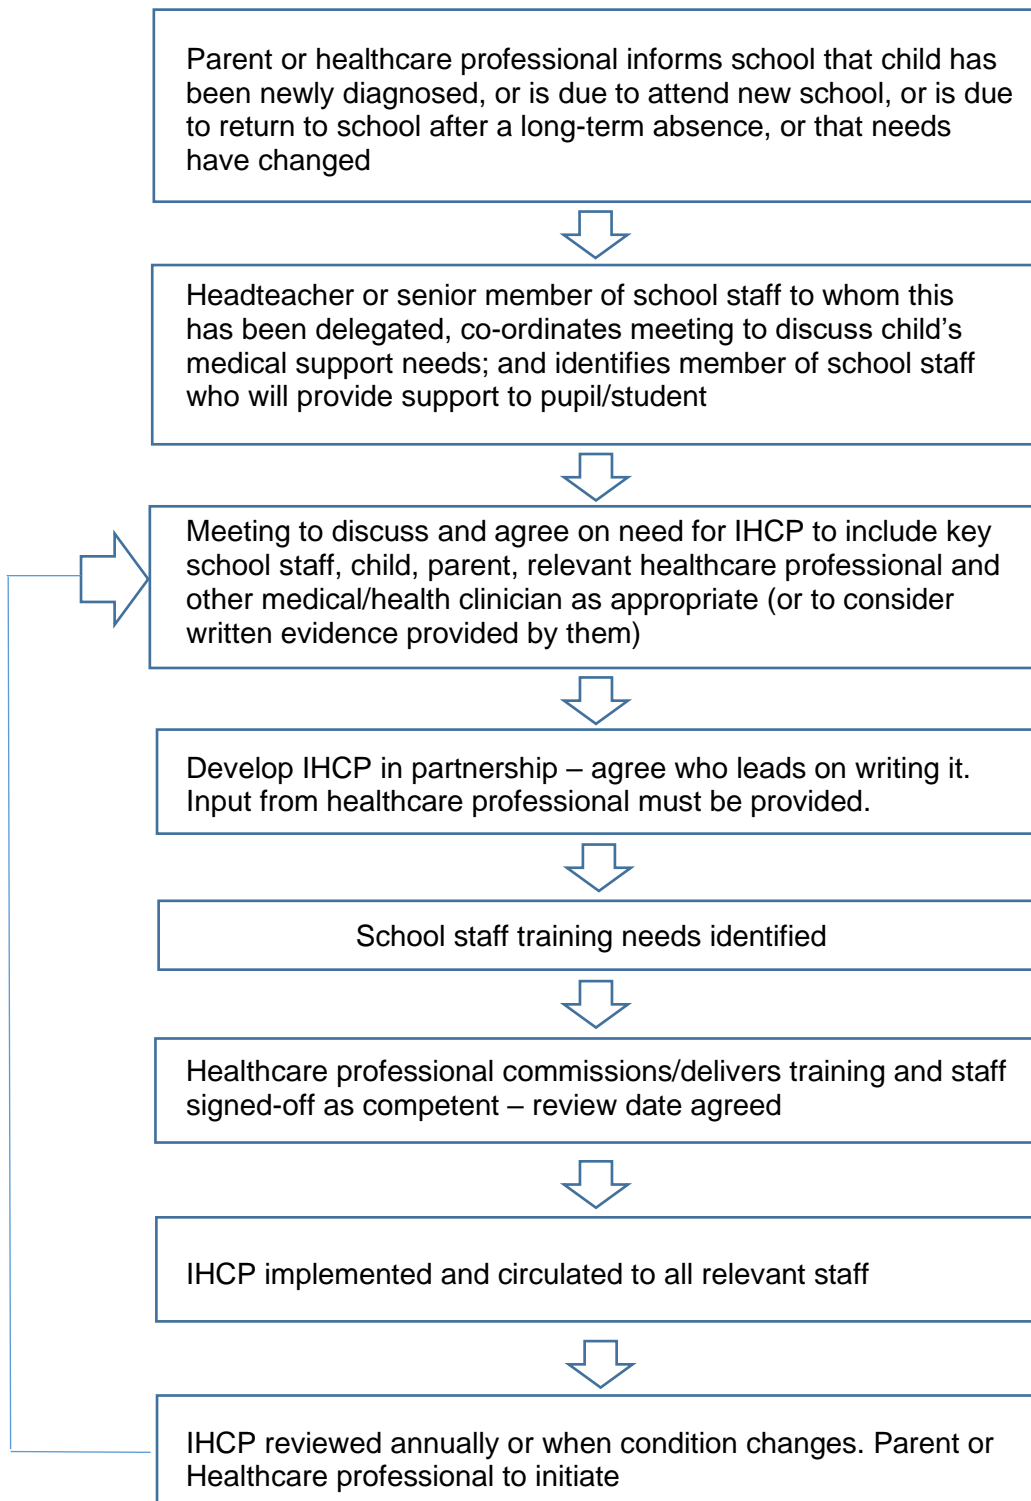 Parent or healthcare professional informs school that child has
been newly diagnosed, or is due to attend new school, or is due
to return to school after a long-term absence, or that needs
have changed
Headteacher or senior member of school staff to whom this
has been delegated, co-ordinates meeting to discuss child's
medical support needs; and identifies member of school staff
who will provide support to pupil/student
Meeting to discuss and agree on need for IHCP to include key
school staff, child, parent, relevant healthcare professional and
other medical/health clinician as appropriate (or to consider
written evidence provided by them)
Develop IHCP in partnership – agree who leads on writing it.
Input from healthcare professional must be provided.
School staff training needs identified
Healthcare professional commissions/delivers training and staff
signed-off as competent – review date agreed
IHCP implemented and circulated to all relevant staff
IHCP reviewed annually or when condition changes. Parent or
Healthcare professional to initiate